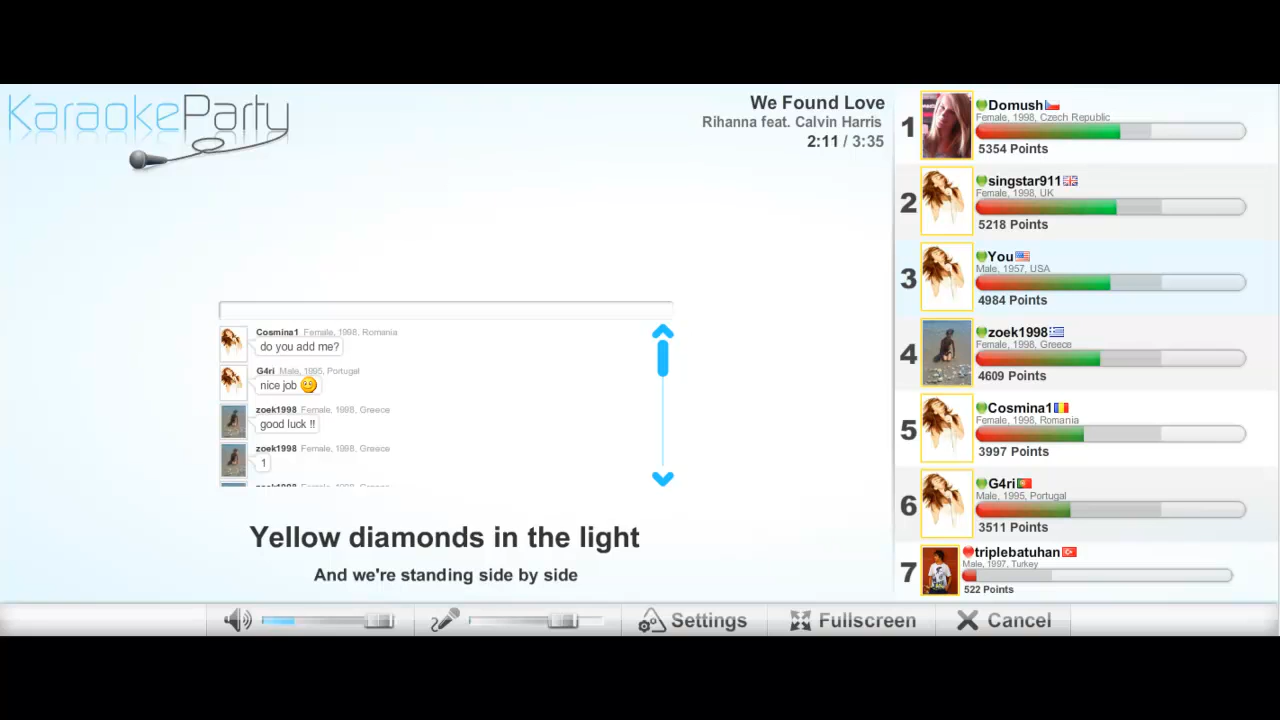 KaraokeParty
We Found Love
Rihanna feat. Calvin Harris
2:11 / 3:35
Cosmina1 Female, 1998, Romania
do you add me?
G4ri Male, 1995, Portugal
nice job
zoek1998 Female, 1998, Greece
good luck !!
zoek1998 Female, 1998, Greece
1
zoek1998 Female, 1998, Greece
Yellow diamonds in the light
And we're standing side by side
1
Domush
Female, 1998, Czech Republic
5354 Points
2
singstar911
Female, 1998, UK
5218 Points
3
You
Male, 1957, USA
4984 Points
4
zoek1998
Female, 1998, Greece
4609 Points
5
Cosmina1
Female, 1998, Romania
3997 Points
6
G4ri
Male, 1995, Portugal
3511 Points
7
triplebatuhan
Male, 1997, Turkey
522 Points
Settings
Fullscreen
Cancel